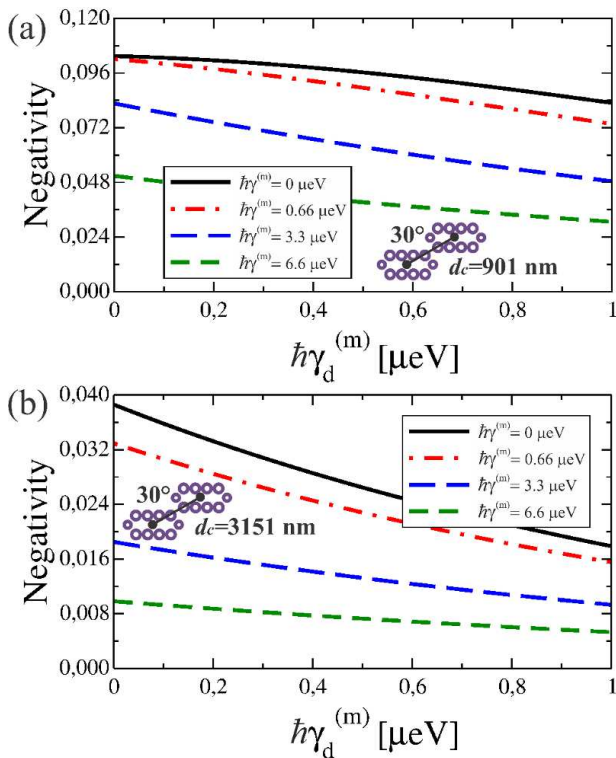 (a)
0,120
0,096
0,072
0,048
0,024
0,000
Negativity
ħγ⁽ᵐ⁾= 0 μeV
ħγ⁽ᵐ⁾= 0.66 μeV
ħγ⁽ᵐ⁾= 3.3 μeV
ħγ⁽ᵐ⁾= 6.6 μeV
30°
d_c=901 nm
0 0,2 0,4 0,6 0,8 1
ħγ_d⁽ᵐ⁾ [μeV]
(b)
0,040
0,032
0,024
0,016
0,008
0,000
Negativity
ħγ⁽ᵐ⁾= 0 μeV
ħγ⁽ᵐ⁾= 0.66 μeV
ħγ⁽ᵐ⁾= 3.3 μeV
ħγ⁽ᵐ⁾= 6.6 μeV
30°
d_c=3151 nm
0 0,2 0,4 0,6 0,8 1
ħγ_d⁽ᵐ⁾ [μeV]